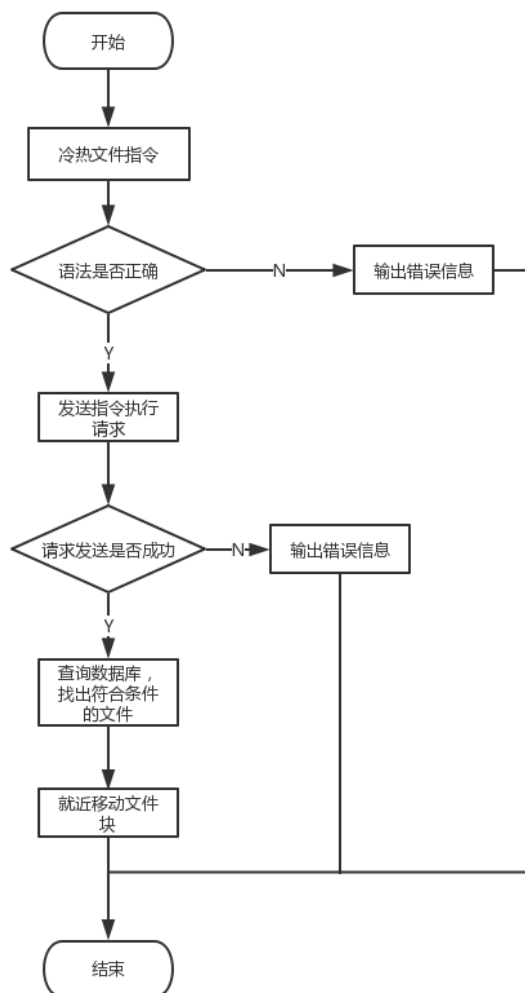 开始
冷热文件指令
语法是否正确
N
输出错误信息
Y
发送指令执行
请求
请求发送是否成功
N
输出错误信息
Y
查询数据库，
找出符合条件
的文件
就近移动文件
块
结束